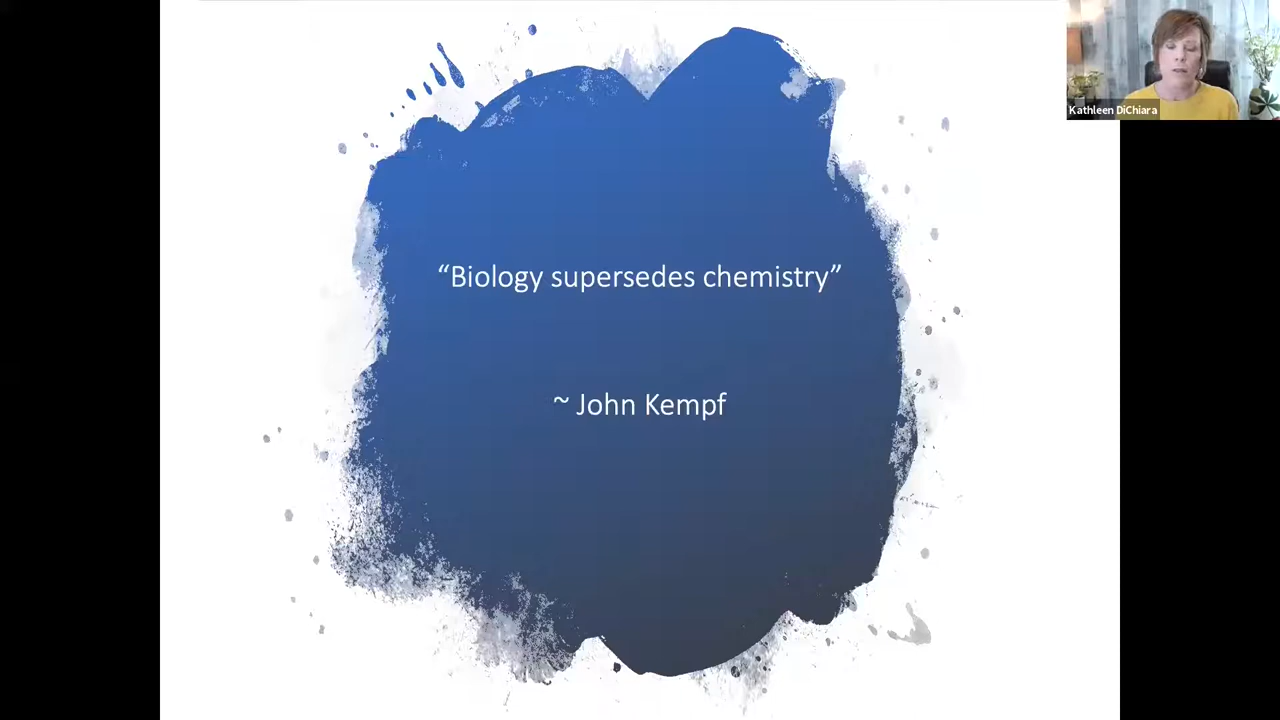 “Biology supersedes chemistry”
~ John Kempf
Kathleen DiChiara